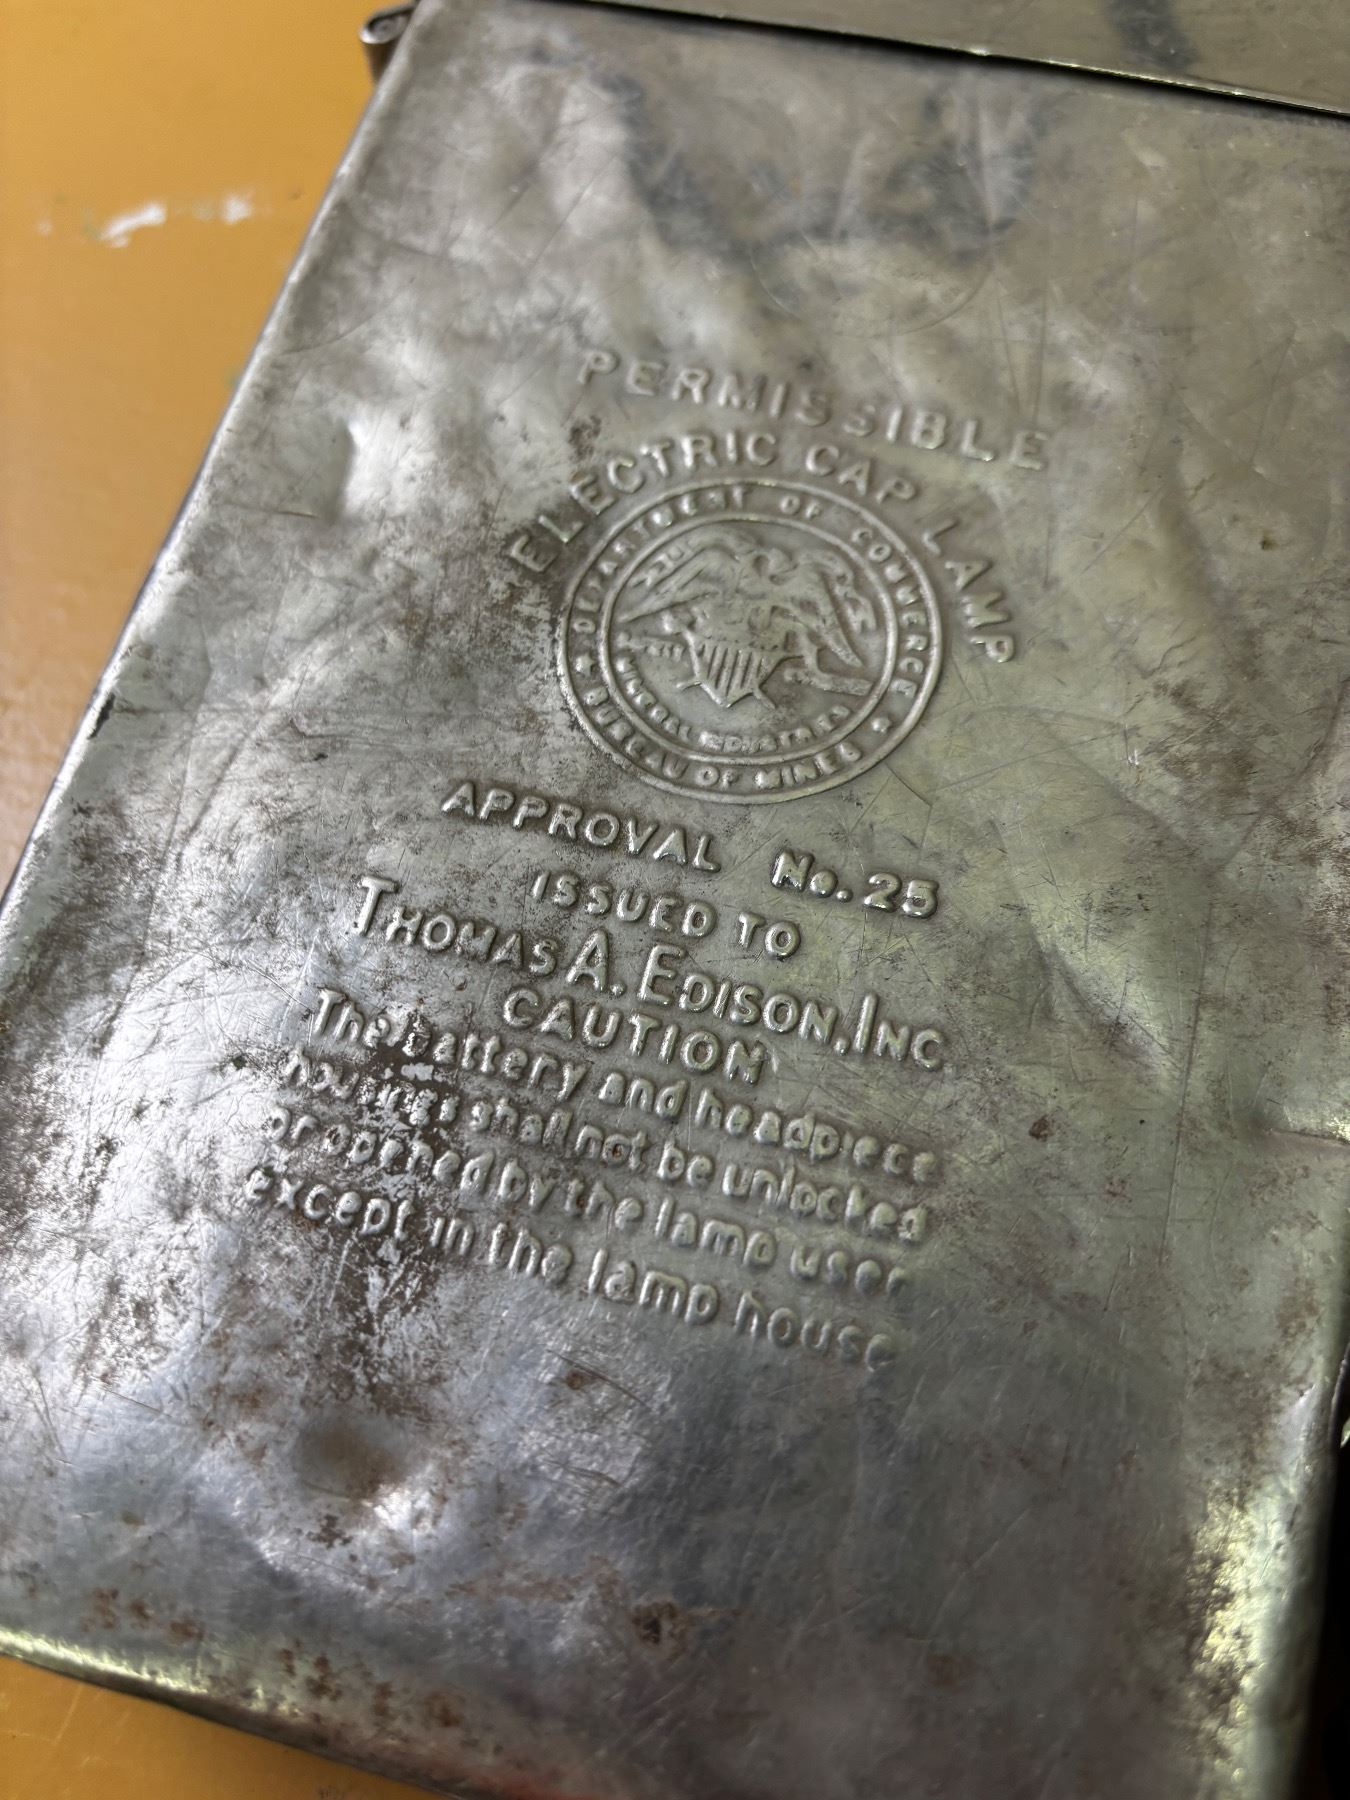 PERMISSIBLE
ELECTRIC CAP LAMP
DEPARTMENT OF COMMERCE
BUREAU OF MINES
APPROVAL No. 25
ISSUED TO
THOMAS A. EDISON, INC
CAUTION
The battery and headpiece
housings shall not be unlocked
or opened by the lamp user
except in the lamp house